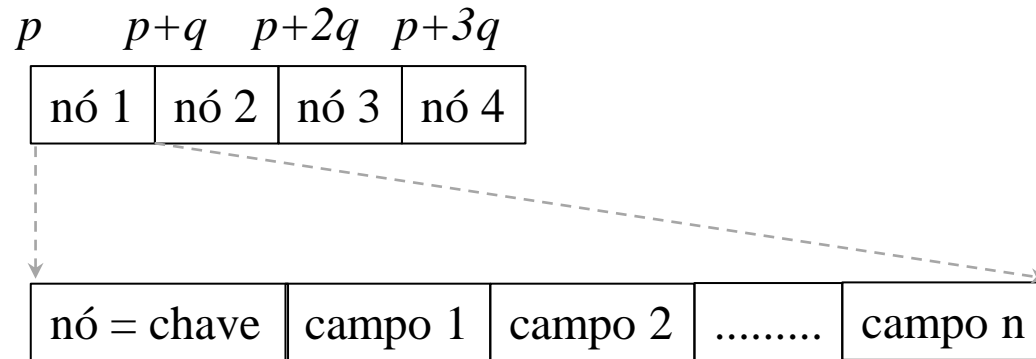 p p+q p+2q p+3q
nó 1 nó 2 nó 3 nó 4
nó = chave campo 1 campo 2 ......... campo n